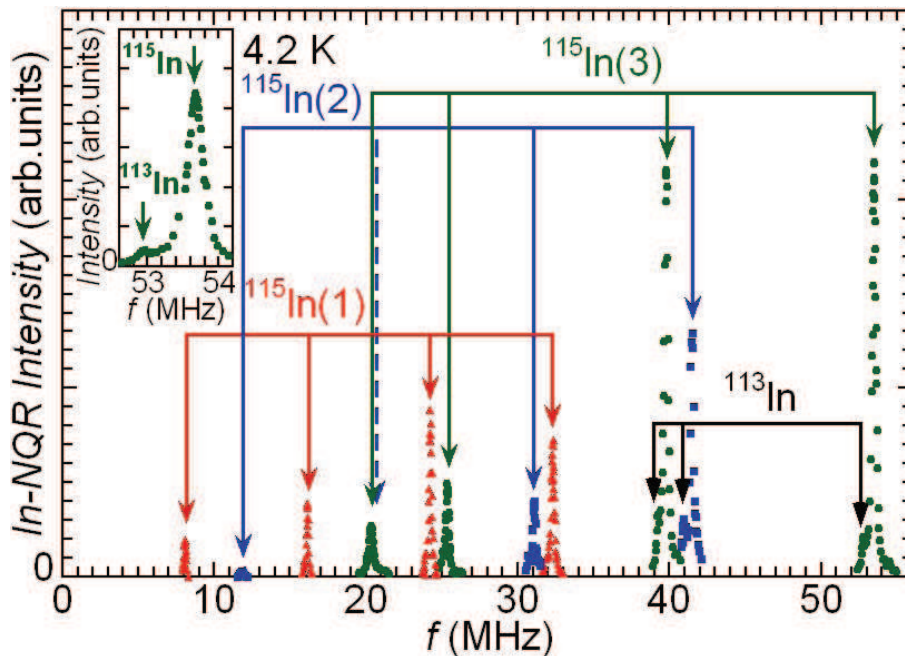 In-NQR Intensity (arb.units)
0
0 10 20 30 40 50
f (MHz)
4.2 K
¹¹⁵In(1)
¹¹⁵In(2)
¹¹⁵In(3)
¹¹³In
Intensity (arb.units)
0
¹¹⁵In
¹¹³In
53 54
f (MHz)